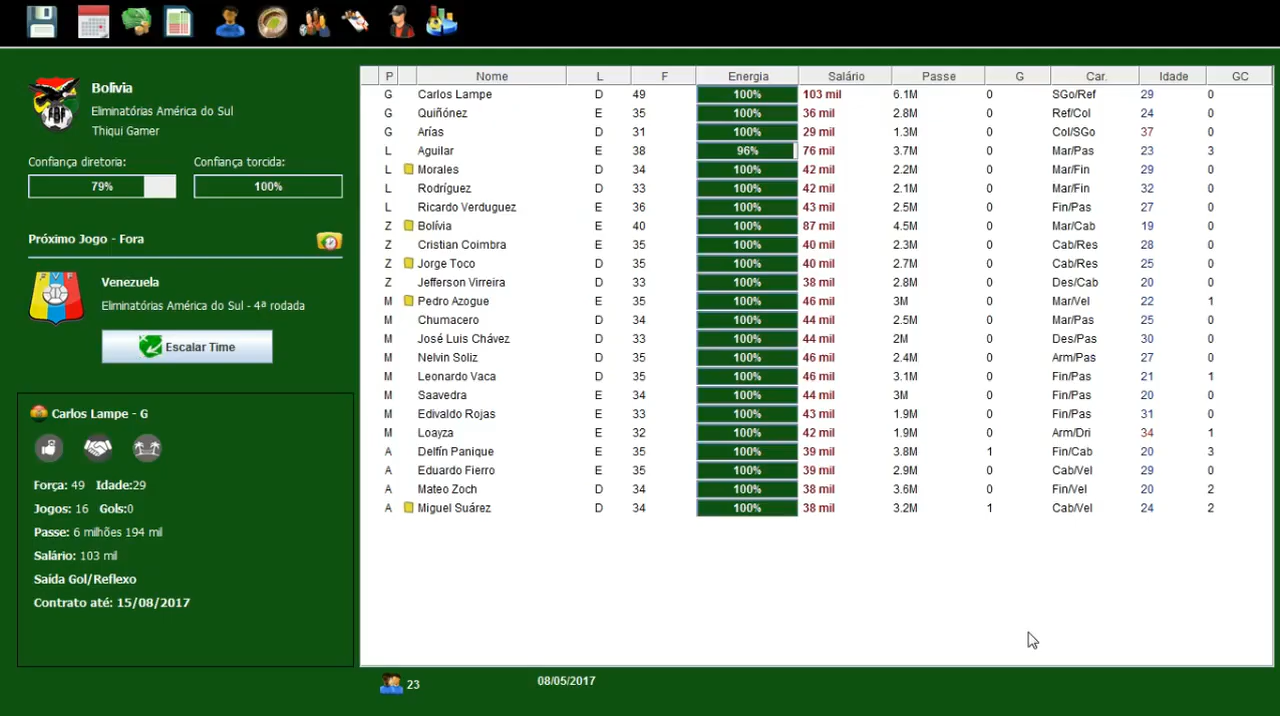 Bolivia
Eliminatórias América do Sul
Thiqui Gamer
Confiança diretoria: Confiança torcida:
79% 100%
Próximo Jogo - Fora
Venezuela
Eliminatórias América do Sul - 4ª rodada
Escalar Time
Carlos Lampe - G
Força: 49 Idade:29
Jogos: 16 Gols:0
Passe: 6 milhões 194 mil
Salário: 103 mil
Saída Gol/Reflexo
Contrato até: 15/08/2017
P Nome L F Energia Salário Passe G Car. Idade GC
G Carlos Lampe D 49 100% 103 mil 6.1M 0 SGo/Ref 29 0
G Quiñónez E 35 100% 36 mil 2.8M 0 Ref/Col 24 0
G Arías D 31 100% 29 mil 1.3M 0 Col/SGo 37 0
L Aguilar E 38 96% 76 mil 3.7M 0 Mar/Pas 23 3
L Morales D 34 100% 42 mil 2.2M 0 Mar/Fin 29 0
L Rodríguez D 33 100% 42 mil 2.1M 0 Mar/Fin 32 0
L Ricardo Verduguez E 36 100% 43 mil 2.5M 0 Fin/Pas 27 0
Z Bolívia E 40 100% 87 mil 4.5M 0 Mar/Cab 19 0
Z Cristian Coimbra E 35 100% 40 mil 2.3M 0 Cab/Res 28 0
Z Jorge Toco D 35 100% 40 mil 2.7M 0 Cab/Res 25 0
Z Jefferson Virreira D 33 100% 38 mil 2.8M 0 Des/Cab 20 0
M Pedro Azogue E 35 100% 46 mil 3M 0 Mar/Vel 22 1
M Chumacero D 34 100% 44 mil 2.5M 0 Mar/Pas 25 0
M José Luis Chávez D 33 100% 44 mil 2M 0 Des/Pas 30 0
M Nelvin Soliz D 35 100% 46 mil 2.4M 0 Arm/Pas 27 0
M Leonardo Vaca D 35 100% 46 mil 3.1M 0 Fin/Pas 21 1
M Saavedra E 34 100% 44 mil 3M 0 Fin/Pas 20 0
M Edivaldo Rojas E 33 100% 43 mil 1.9M 0 Fin/Pas 31 0
M Loayza E 32 100% 42 mil 1.9M 0 Arm/Dri 34 1
A Delfín Panique E 35 100% 39 mil 3.8M 1 Fin/Cab 20 3
A Eduardo Fierro E 35 100% 39 mil 2.9M 0 Cab/Vel 29 0
A Mateo Zoch D 34 100% 38 mil 3.6M 0 Fin/Vel 20 2
A Miguel Suárez D 34 100% 38 mil 3.2M 1 Cab/Vel 24 2
23 08/05/2017